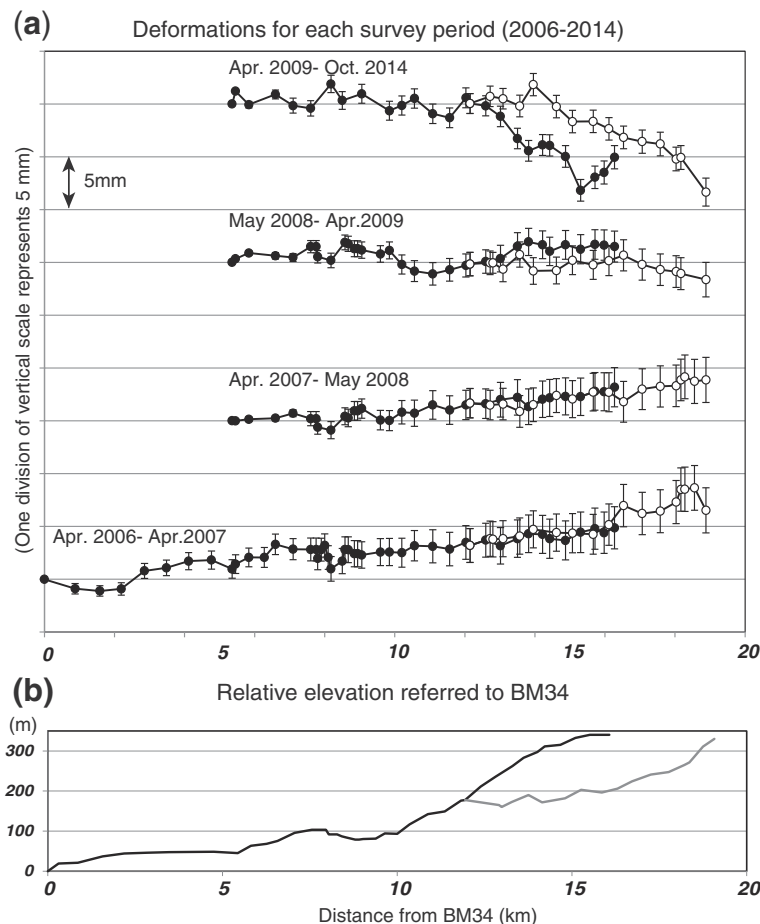 (a)
Deformations for each survey period (2006-2014)
(One division of vertical scale represents 5 mm)
Apr. 2009- Oct. 2014
5mm
May 2008- Apr.2009
Apr. 2007- May 2008
Apr. 2006- Apr.2007
0 5 10 15 20
(b)
Relative elevation referred to BM34
(m)
300
200
100
0
0 5 10 15 20
Distance from BM34 (km)